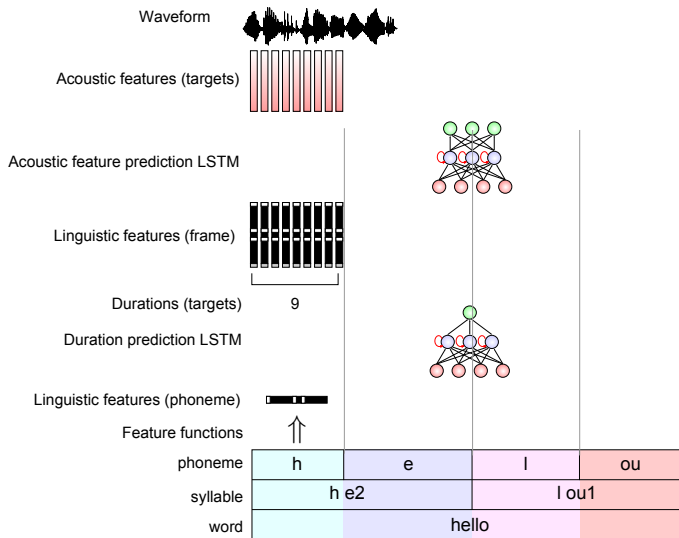 Waveform
Acoustic features (targets)
Acoustic feature prediction LSTM
Linguistic features (frame)
Durations (targets) 9
Duration prediction LSTM
Linguistic features (phoneme)
Feature functions
phoneme h e l ou
syllable h e2 l ou1
word hello